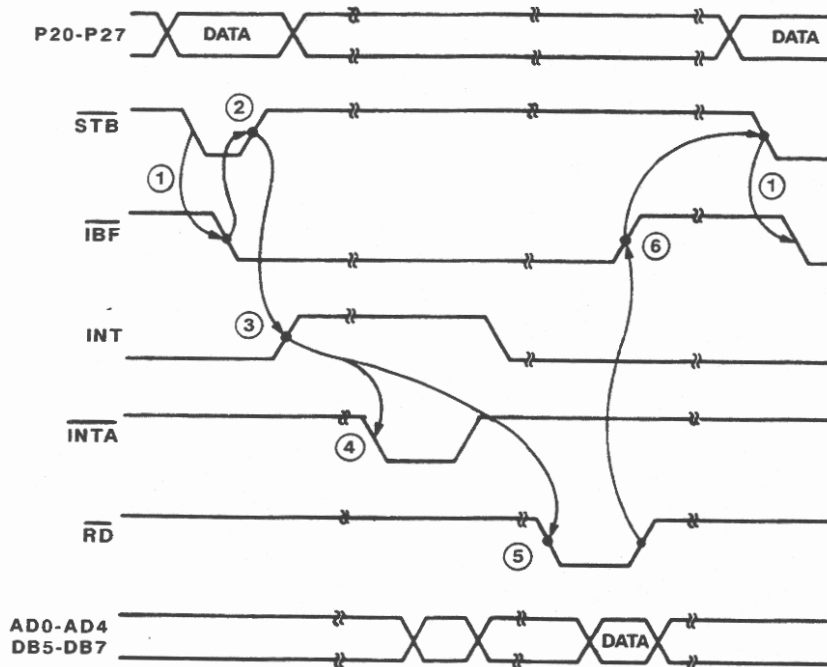 P20-P27 DATA DATA
STB
2
1
1
IBF
6
INT
3
INTA
4
RD
5
AD0-AD4
DB5-DB7
DATA